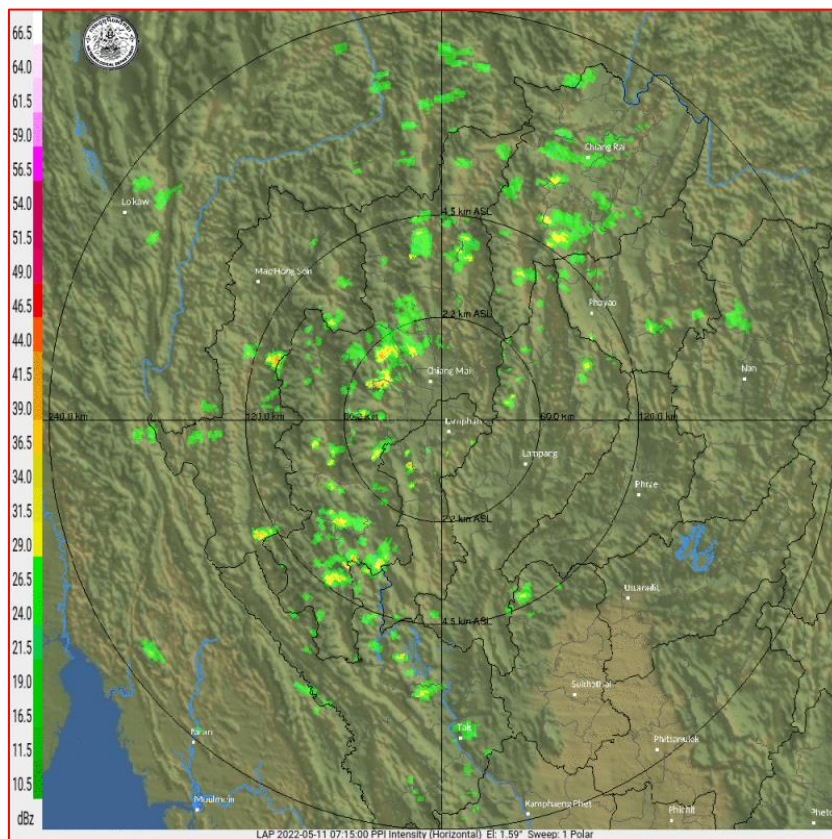 66.5
64.0
61.5
59.0
56.5
54.0
51.5
49.0
46.5
44.0
41.5
39.0
36.5
34.0
31.5
29.0
26.5
24.0
21.5
19.0
16.5
11.5
10.5
dBz
Chiang Rai
Loikaw
4.5 km ASL
Mae Hong Son
Phayao
2.2 km ASL
Chiang Mai
Nan
240.0 km
120.0 km
60.0 km
120.0 km
Lamphun
Lampang
Phrae
2.2 km ASL
Uttaradit
4.5 km ASL
Sukhothai
Tak
Phitsanulok
Moulmein
Kamphaeng Phet
Phichit
LAP 2022-05-11 07:15:00 PPI Intensity (Horizontal) El: 1.59° Sweep: 1 Polar